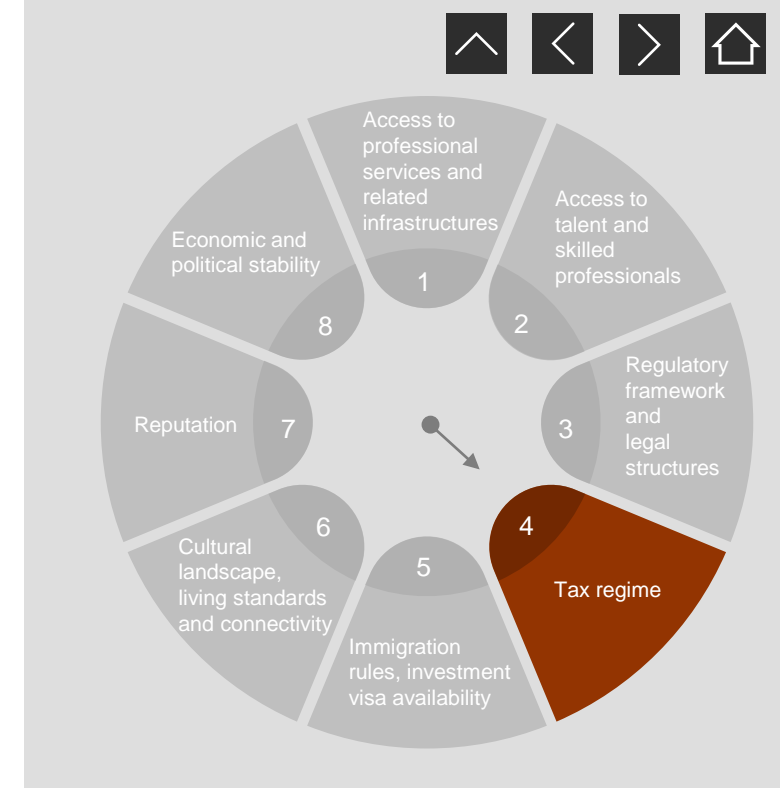 Access to
professional
services and
related
infrastructures
1
Access to
talent and
skilled
professionals
2
Regulatory
framework
and
legal
structures
3
Tax regime
4
Immigration
rules, investment
visa availability
5
Cultural
landscape,
living standards
and connectivity
6
Reputation
7
Economic and
political stability
8